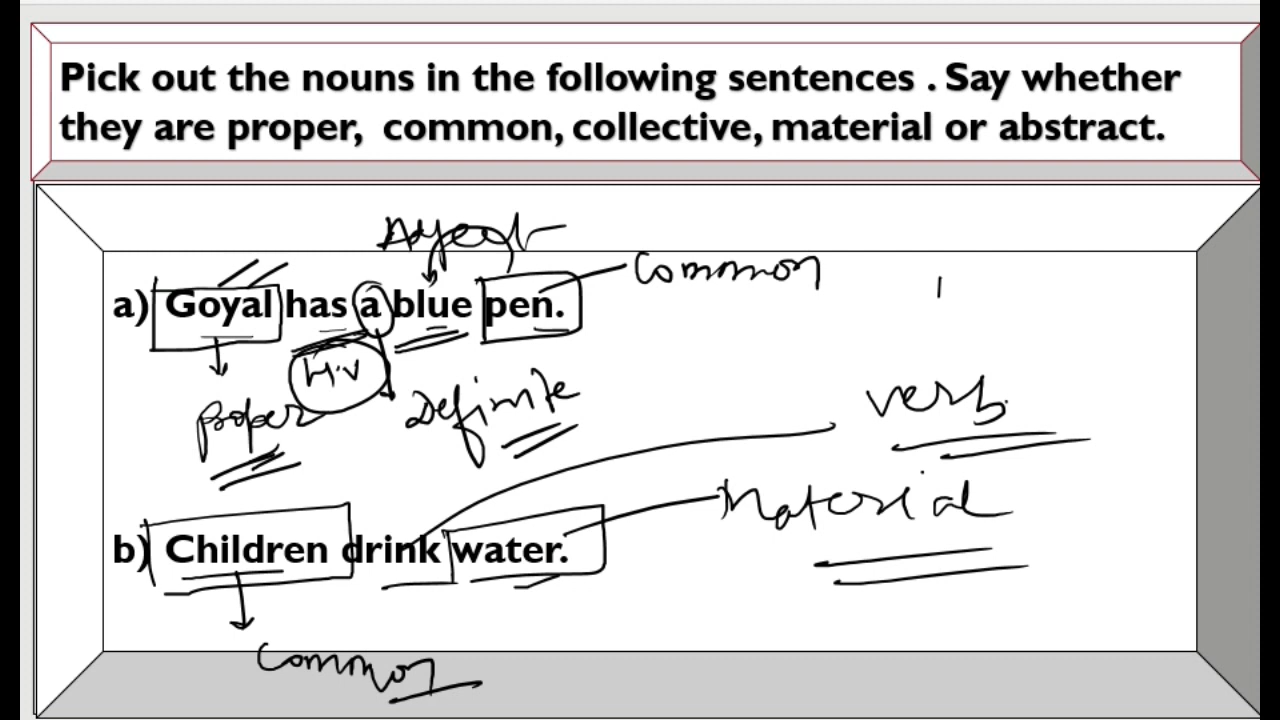 Pick out the nouns in the following sentences . Say whether
they are proper, common, collective, material or abstract.
Adject
common
a) Goyal has a blue pen.
H.V
proper
Definite
verb
Material
b) Children drink water.
common